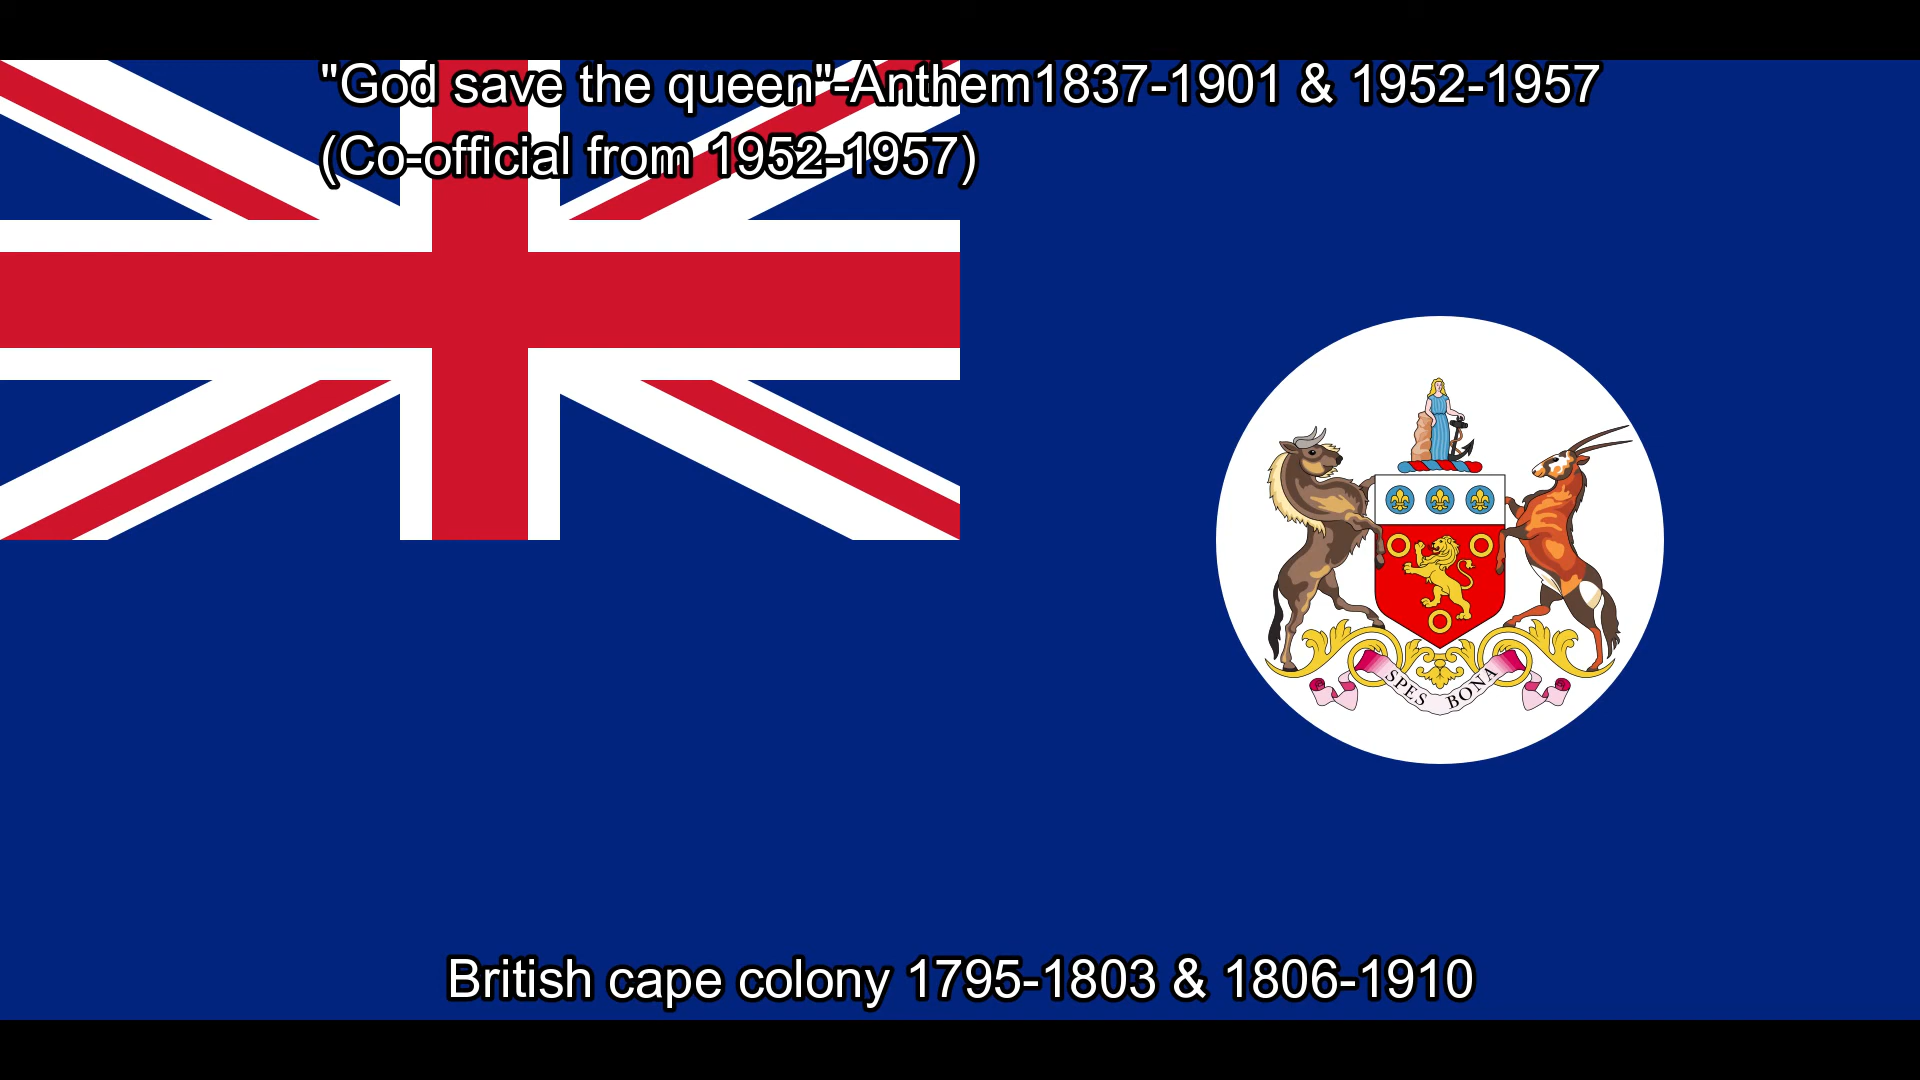 "God save the queen"-Anthem1837-1901 & 1952-1957
(Co-official from 1952-1957)
SPES BONA
British cape colony 1795-1803 & 1806-1910